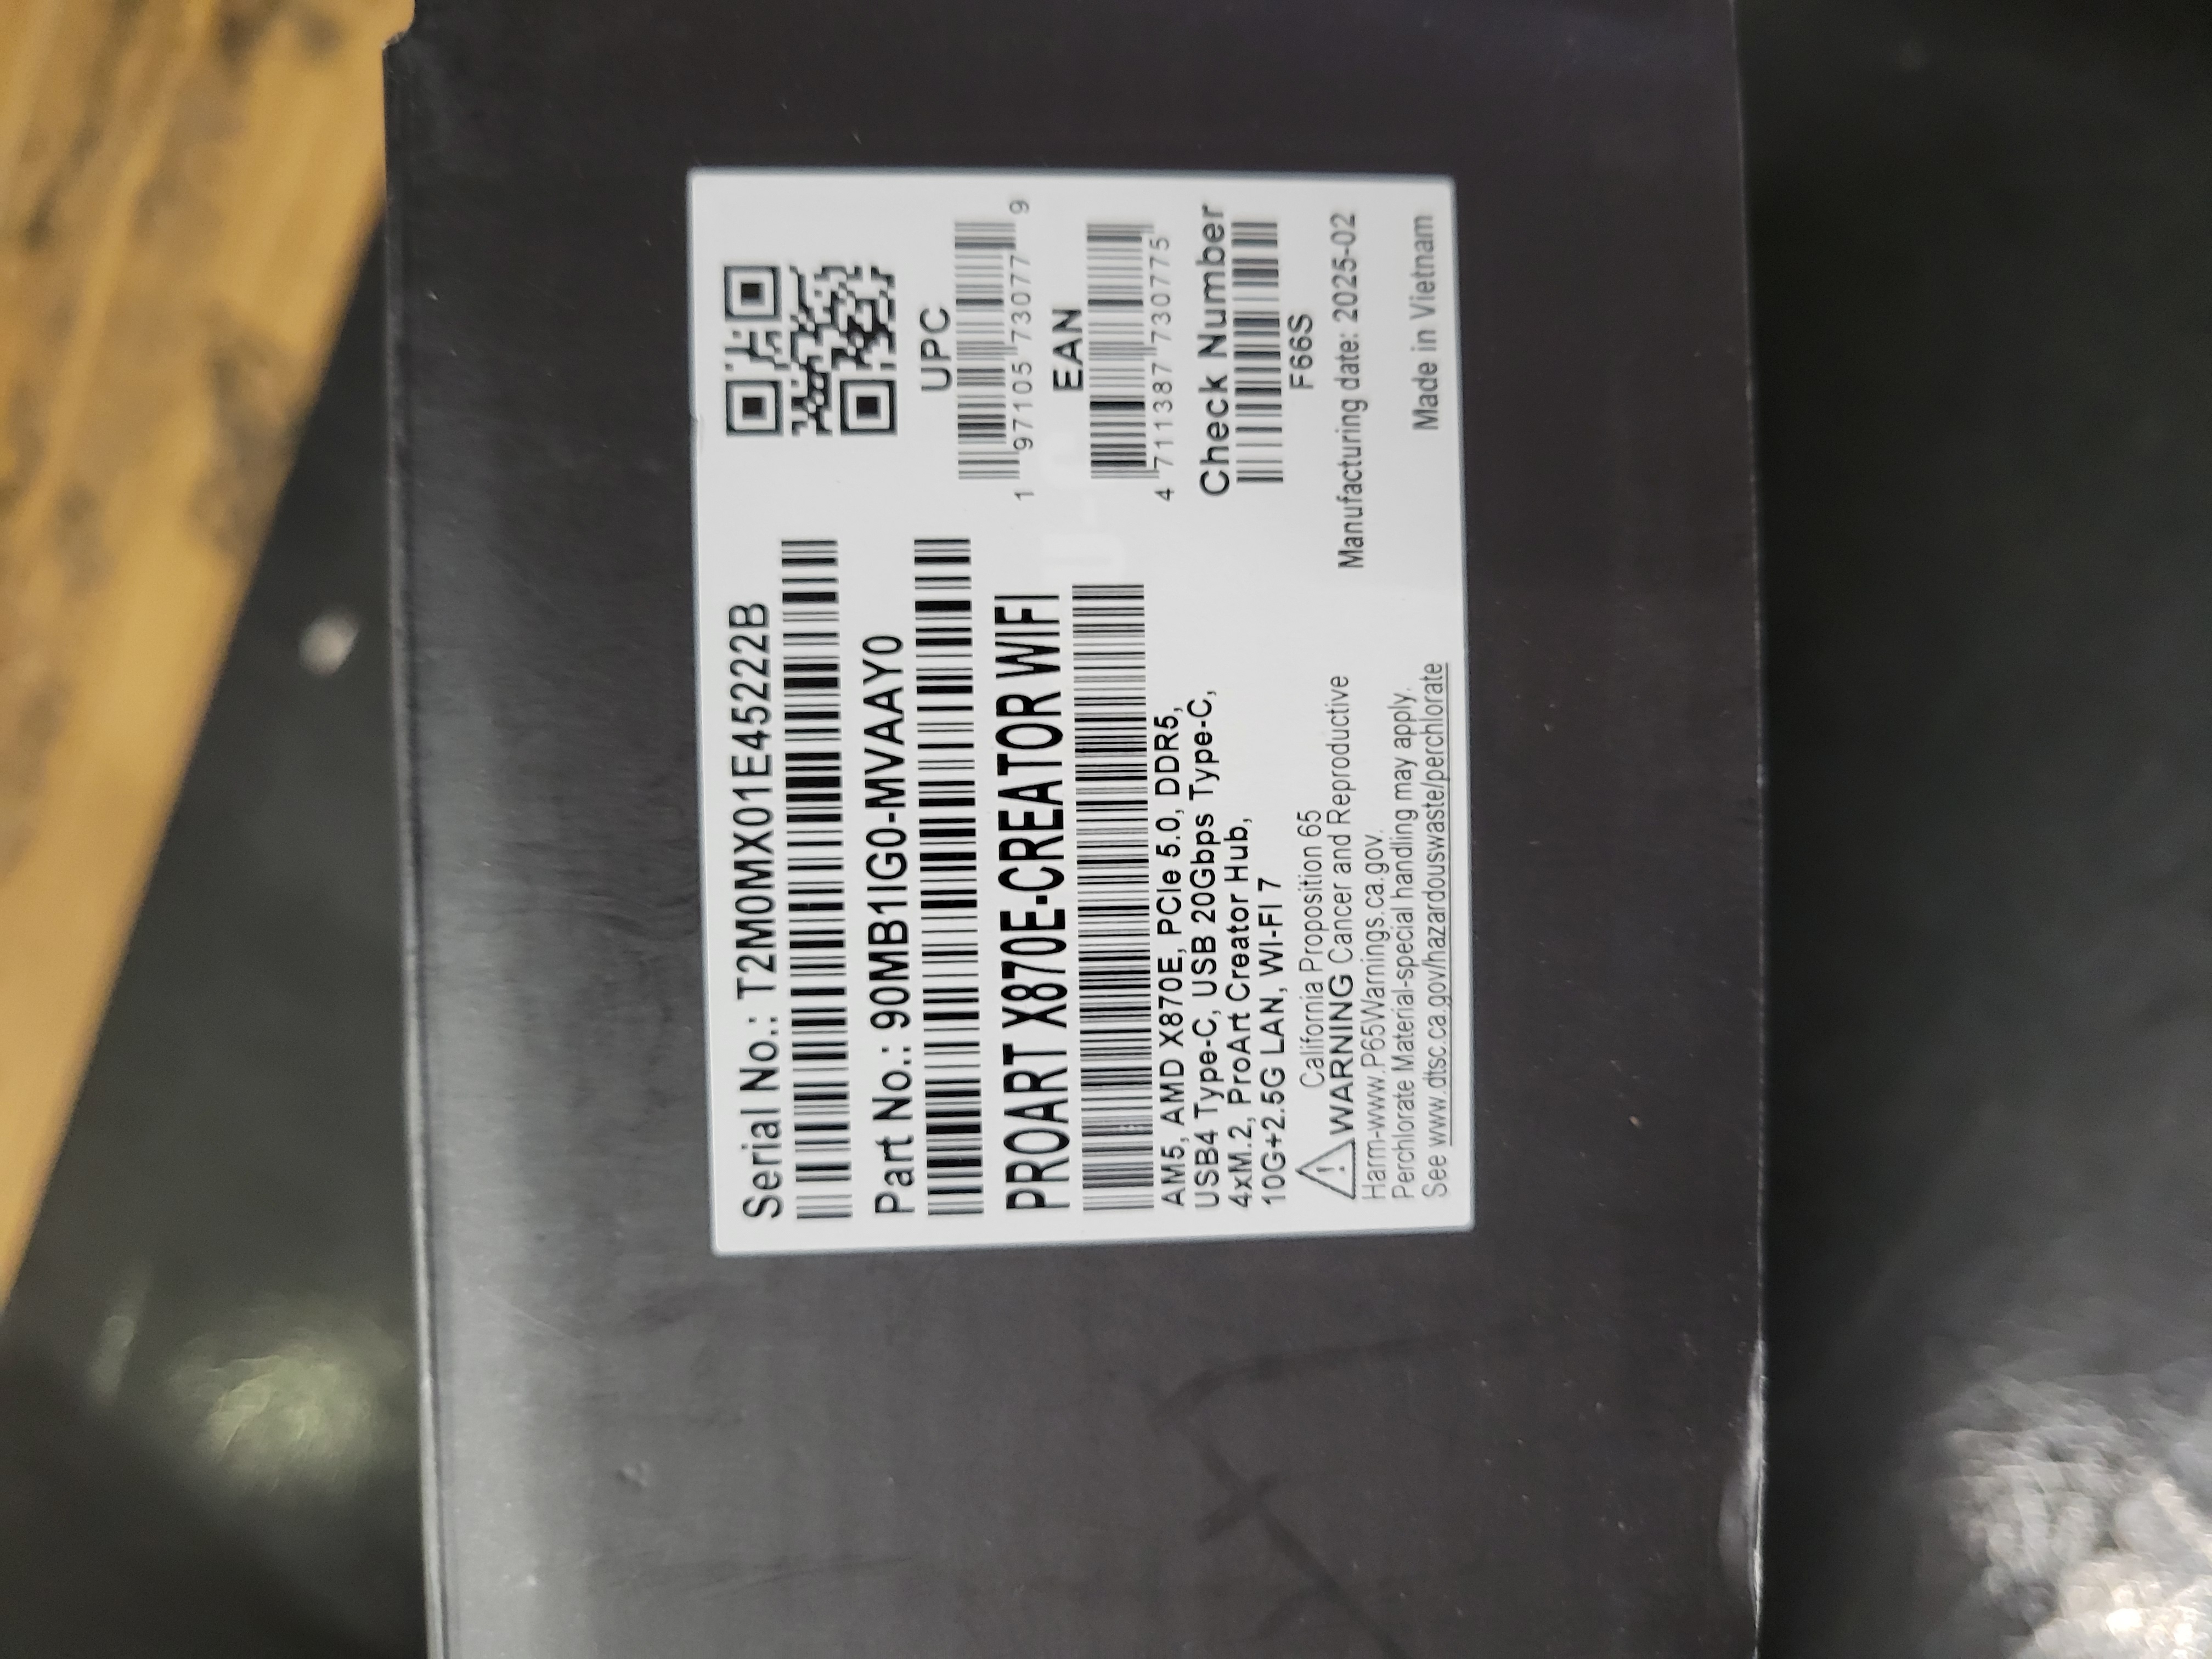 Serial No.: T2M0MX01E45222B
Part No.: 90MB1IG0-MVAAY0
PROART X870E-CREATOR WIFI
AM5, AMD X870E, PCIe 5.0, DDR5,
USB4 Type-C, USB 20Gbps Type-C,
4xM.2, ProArt Creator Hub,
10G+2.5G LAN, WI-FI 7
California Proposition 65
WARNING Cancer and Reproductive
Harm-www.P65Warnings.ca.gov.
Perchlorate Material-special handling may apply.
See www.dtsc.ca.gov/hazardouswaste/perchlorate
UPC
1 97105 73077 9
EAN
4 711387 730775
Check Number
F66S
Manufacturing date: 2025-02
Made in Vietnam